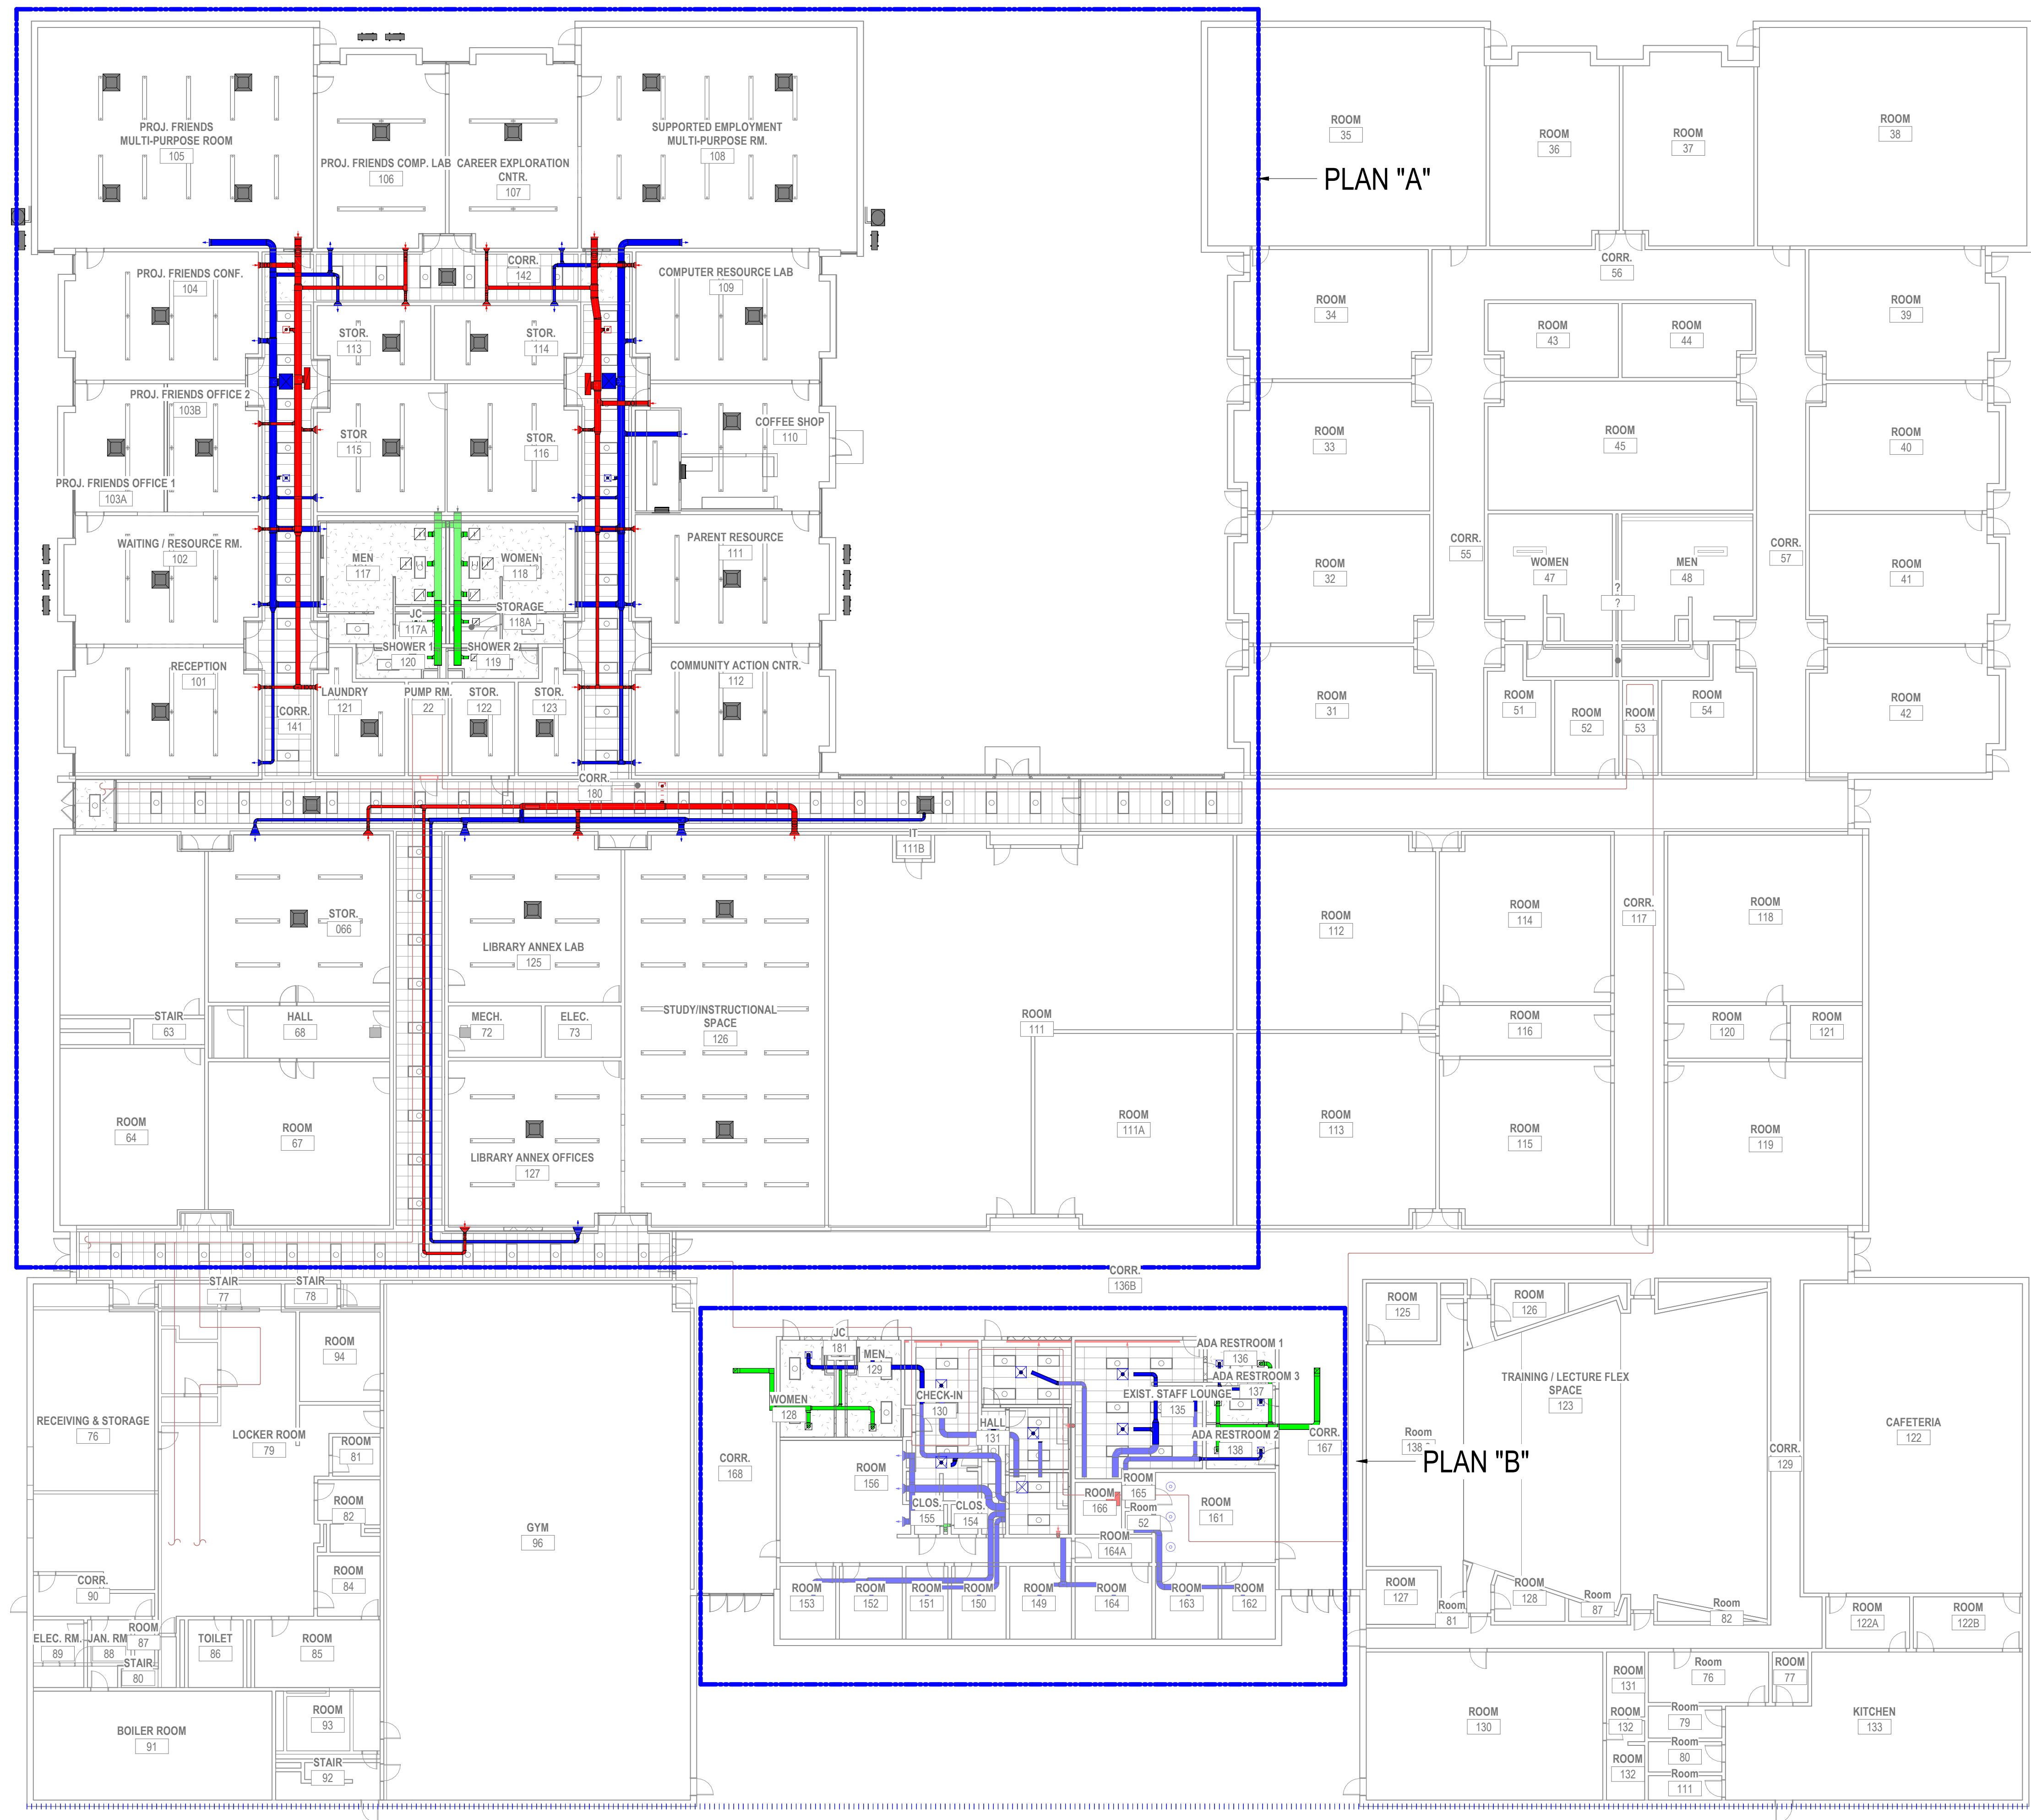 PROJ. FRIENDS
MULTI-PURPOSE ROOM
105
PROJ. FRIENDS COMP. LAB
106
CAREER EXPLORATION
CNTR.
107
SUPPORTED EMPLOYMENT
MULTI-PURPOSE RM.
108
PLAN "A"
ROOM
35
ROOM
36
ROOM
37
ROOM
38
PROJ. FRIENDS CONF.
104
CORR.
142
COMPUTER RESOURCE LAB
109
CORR.
56
ROOM
34
ROOM
39
STOR.
113
STOR.
114
ROOM
43
ROOM
44
PROJ. FRIENDS OFFICE 2
103B
PROJ. FRIENDS OFFICE 1
103A
STOR
115
STOR.
116
COFFEE SHOP
110
ROOM
33
ROOM
45
ROOM
40
WAITING / RESOURCE RM.
102
MEN
117
WOMEN
118
PARENT RESOURCE
111
ROOM
32
CORR.
55
WOMEN
47
MEN
48
?
?
CORR.
57
ROOM
41
JC
117A
STORAGE
118A
SHOWER 1
120
SHOWER 2
119
RECEPTION
101
CORR.
141
LAUNDRY
121
PUMP RM.
22
STOR.
122
STOR.
123
COMMUNITY ACTION CNTR.
112
ROOM
31
ROOM
51
ROOM
52
ROOM
53
ROOM
54
ROOM
42
CORR.
180
IT
111B
STOR.
066
LIBRARY ANNEX LAB
125
STUDY/INSTRUCTIONAL
SPACE
126
ROOM
111
ROOM
112
ROOM
114
CORR.
117
ROOM
118
STAIR
63
HALL
68
MECH.
72
ELEC.
73
ROOM
116
ROOM
120
ROOM
121
ROOM
64
ROOM
67
LIBRARY ANNEX OFFICES
127
ROOM
111A
ROOM
113
ROOM
115
ROOM
119
CORR.
136B
STAIR
77
STAIR
78
ROOM
94
RECEIVING & STORAGE
76
LOCKER ROOM
79
ROOM
81
ROOM
82
ROOM
84
GYM
96
CORR.
90
ELEC. RM.
89
JAN. RM
88
ROOM
87
STAIR
80
TOILET
86
ROOM
85
BOILER ROOM
91
ROOM
93
STAIR
92
JC
181
MEN
129
WOMEN
128
CHECK-IN
130
HALL
131
EXIST. STAFF LOUNGE
135
ADA RESTROOM 1
136
ADA RESTROOM 3
137
ADA RESTROOM 2
138
CORR.
167
CORR.
168
ROOM
156
CLOS.
155
CLOS.
154
ROOM
166
ROOM
165
Room
52
ROOM
161
ROOM
164A
ROOM
153
ROOM
152
ROOM
151
ROOM
150
ROOM
149
ROOM
164
ROOM
163
ROOM
162
PLAN "B"
ROOM
125
ROOM
126
TRAINING / LECTURE FLEX
SPACE
123
Room
138
CORR.
129
CAFETERIA
122
ROOM
127
Room
81
ROOM
128
Room
87
Room
82
ROOM
122A
ROOM
122B
ROOM
130
ROOM
131
ROOM
132
ROOM
132
Room
76
ROOM
77
Room
79
Room
80
Room
111
KITCHEN
133